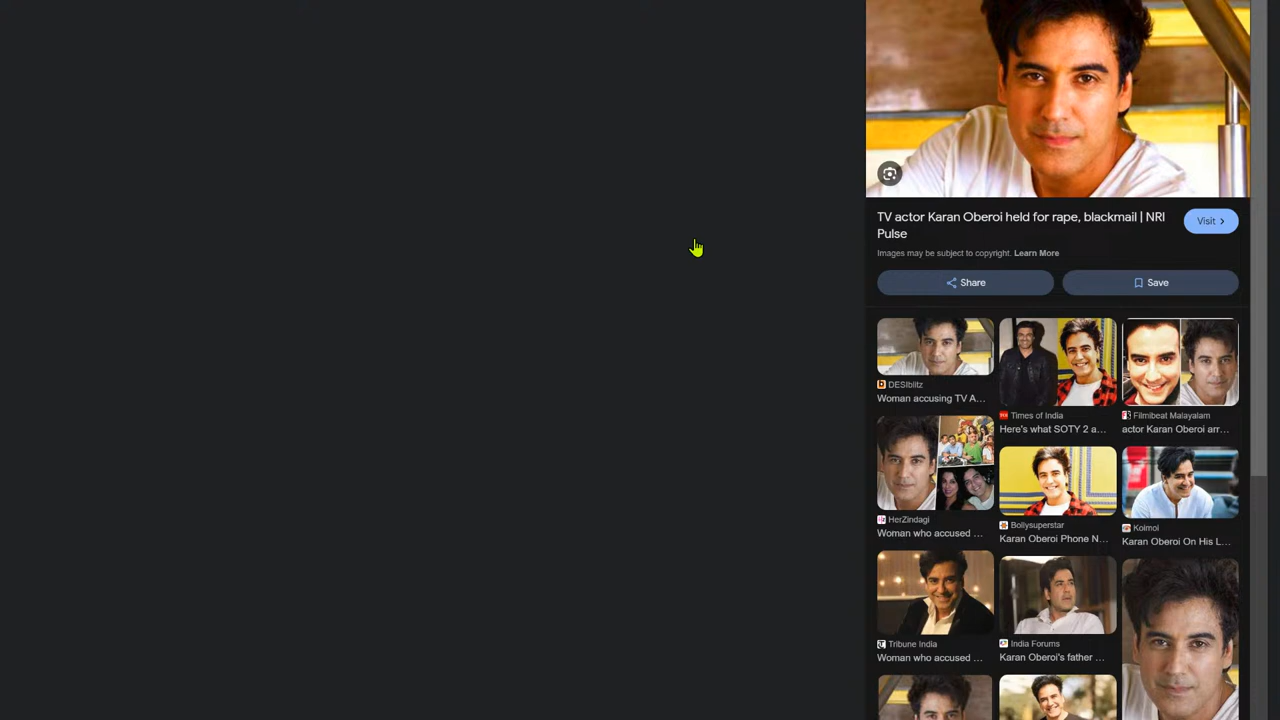 TV actor Karan Oberoi held for rape, blackmail | NRI
Pulse
Visit
Images may be subject to copyright. Learn More
Share
Save
DESIblitz
Woman accusing TV A...
Times of India
Here's what SOTY 2 a...
Filmibeat Malayalam
actor Karan Oberoi arr...
HerZindagi
Woman who accused ...
Bollysuperstar
Karan Oberoi Phone N...
Koimoi
Karan Oberoi On His L...
Tribune India
Woman who accused ...
India Forums
Karan Oberoi's father ...